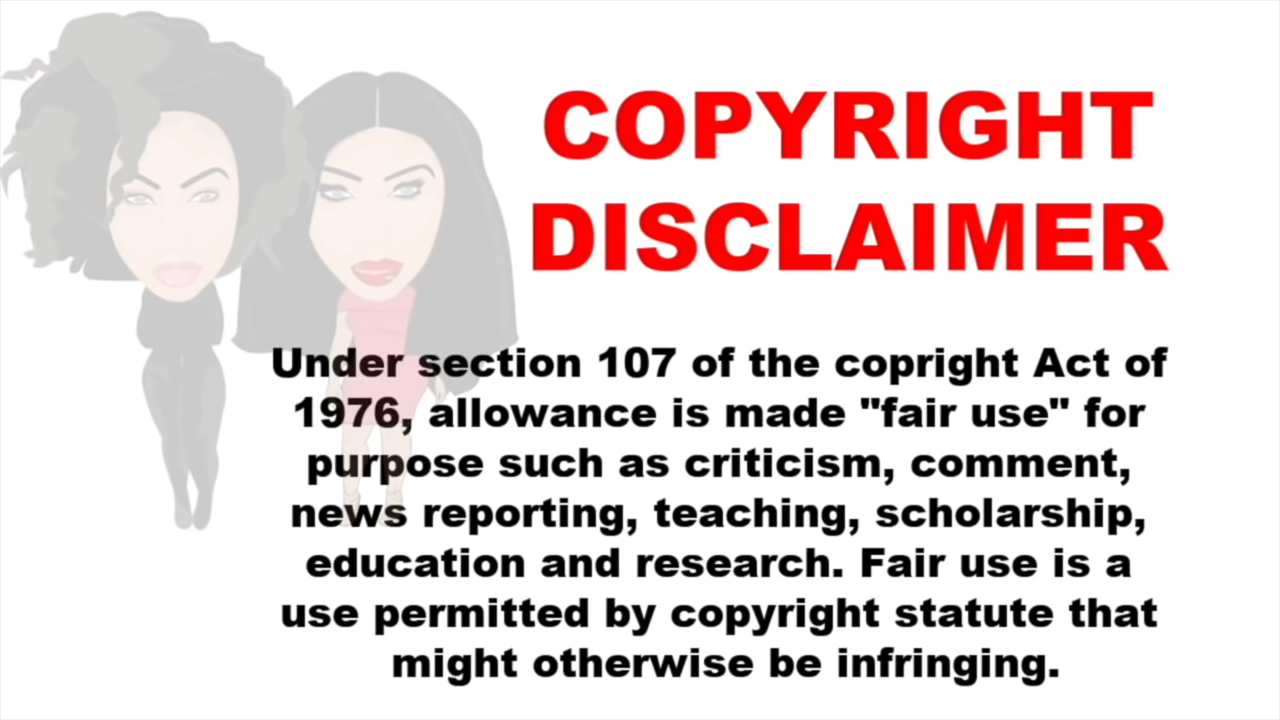 COPYRIGHT
DISCLAIMER
Under section 107 of the copright Act of
1976, allowance is made "fair use" for
purpose such as criticism, comment,
news reporting, teaching, scholarship,
education and research. Fair use is a
use permitted by copyright statute that
might otherwise be infringing.